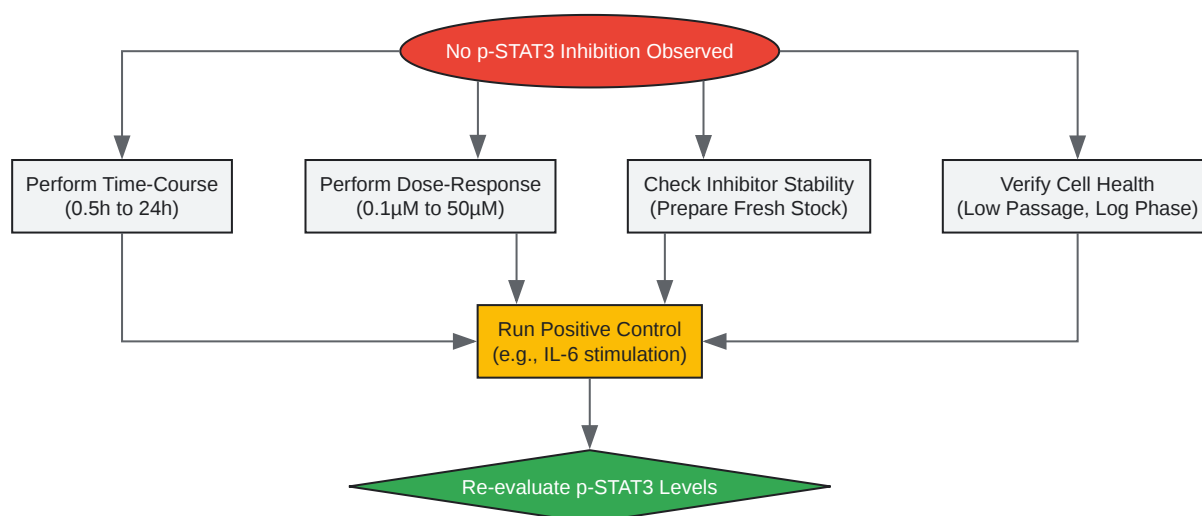 No p-STAT3 Inhibition Observed
Perform Time-Course
(0.5h to 24h)
Perform Dose-Response
(0.1µM to 50µM)
Check Inhibitor Stability
(Prepare Fresh Stock)
Verify Cell Health
(Low Passage, Log Phase)
Run Positive Control
(e.g., IL-6 stimulation)
Re-evaluate p-STAT3 Levels